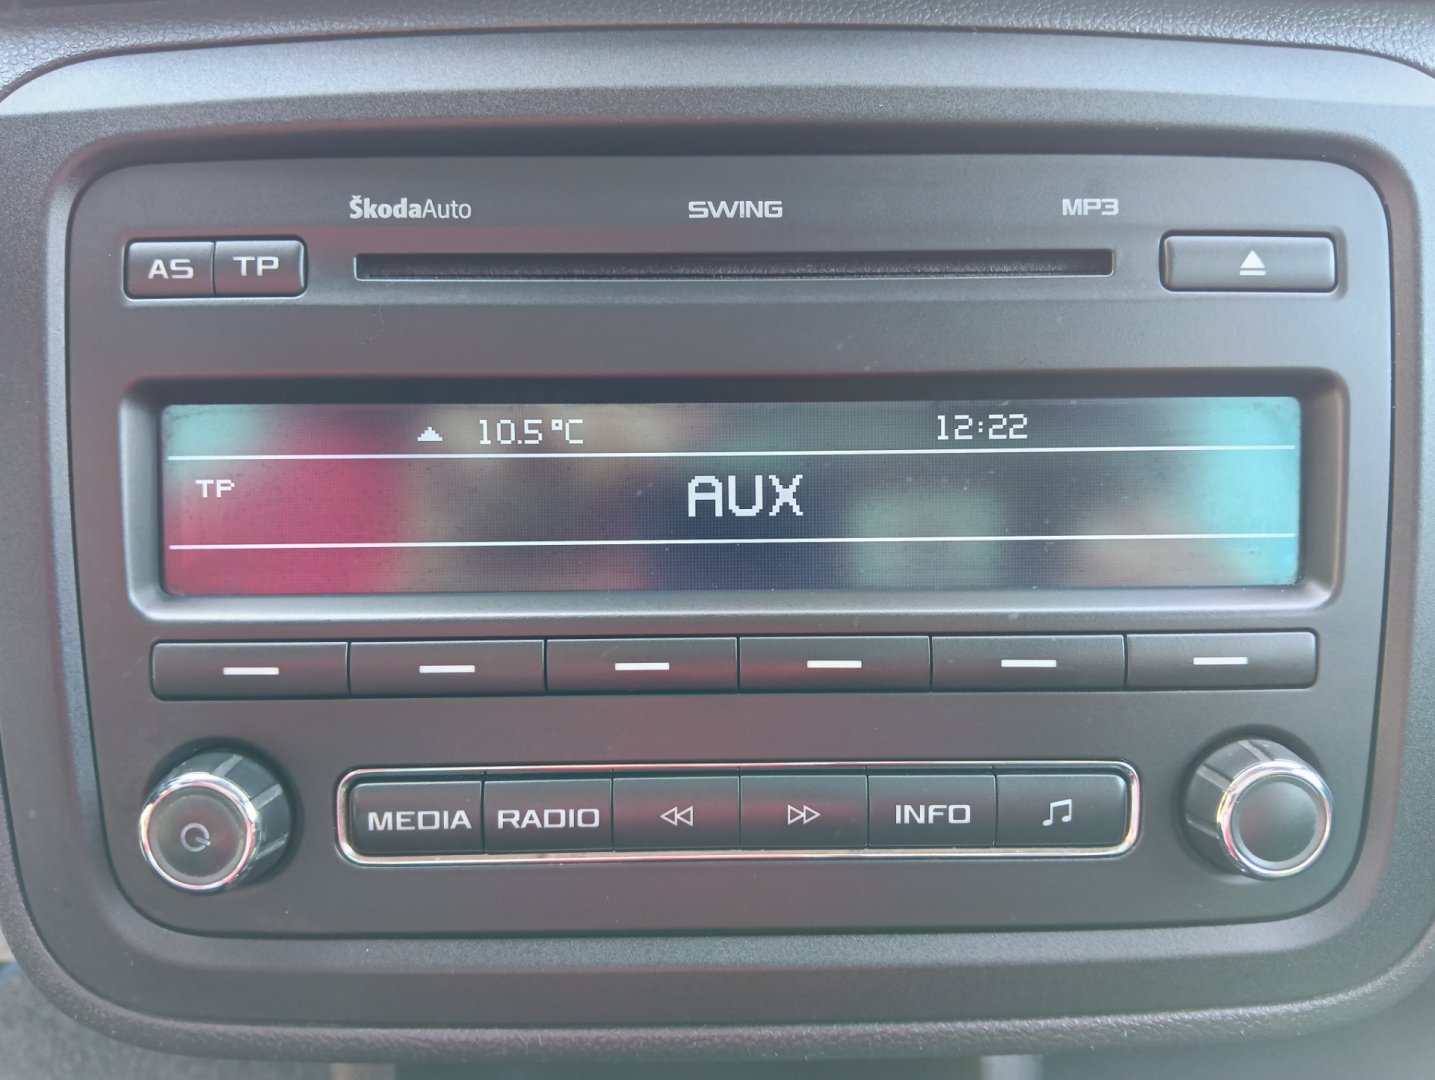 ŠkodaAuto SWING MP3
AS TP
10.5°C 12:22
TP
AUX
MEDIA RADIO INFO